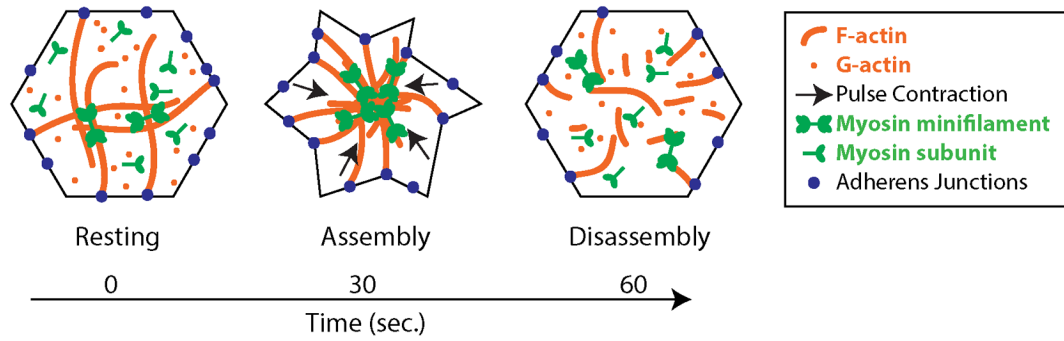 Resting
Assembly
Disassembly
0
30
60
Time (sec.)
F-actin
G-actin
Pulse Contraction
Myosin minifilament
Myosin subunit
Adherens Junctions